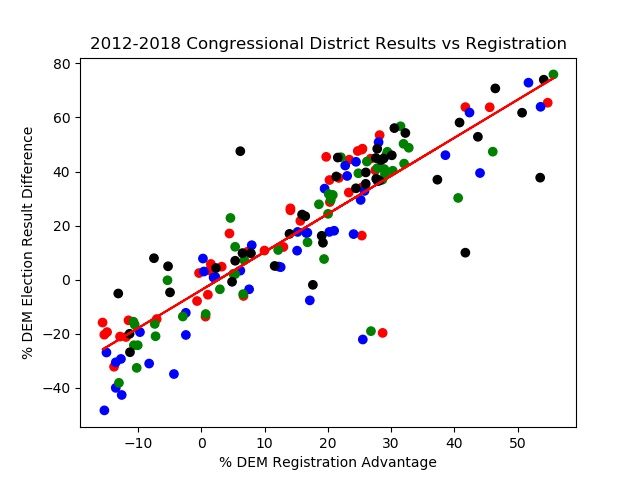 2012-2018 Congressional District Results vs Registration
80
60
40
20
0
−20
−40
% DEM Election Result Difference
−10 0 10 20 30 40 50
% DEM Registration Advantage